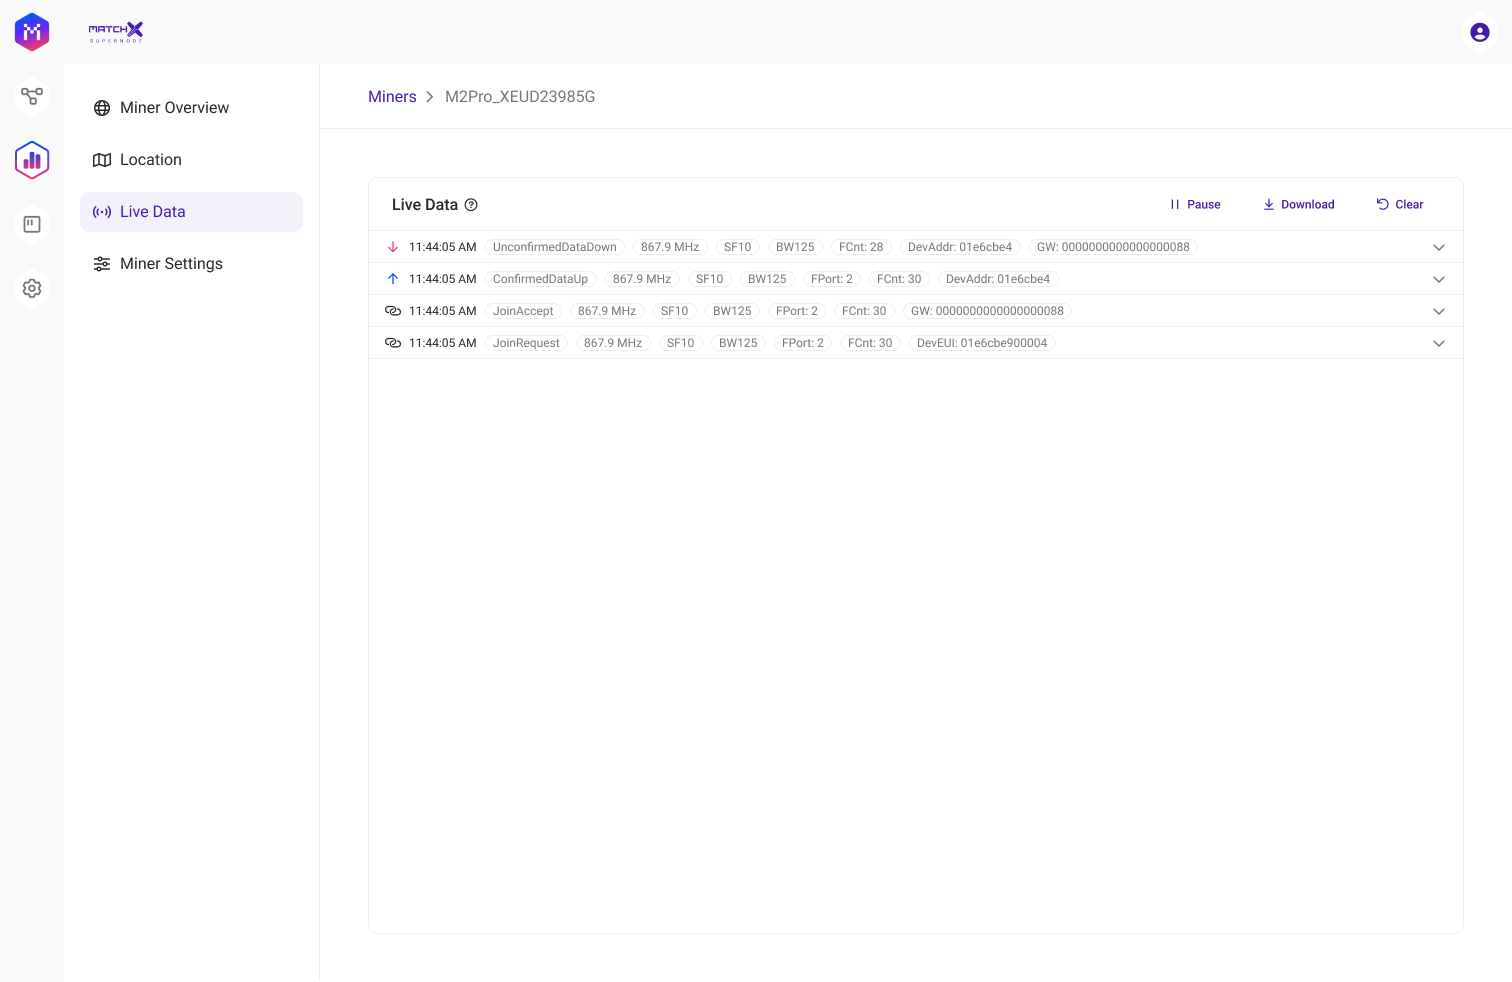 MATCHX
SUPERNODE
Miner Overview
Location
Live Data
Miner Settings
Miners > M2Pro_XEUD23985G
Live Data Pause Download Clear
11:44:05 AM UnconfirmedDataDown 867.9 MHz SF10 BW125 FCnt: 28 DevAddr: 01e6cbe4 GW: 0000000000000000088
11:44:05 AM ConfirmedDataUp 867.9 MHz SF10 BW125 FPort: 2 FCnt: 30 DevAddr: 01e6cbe4
11:44:05 AM JoinAccept 867.9 MHz SF10 BW125 FPort: 2 FCnt: 30 GW: 0000000000000000088
11:44:05 AM JoinRequest 867.9 MHz SF10 BW125 FPort: 2 FCnt: 30 DevEUI: 01e6cbe900004